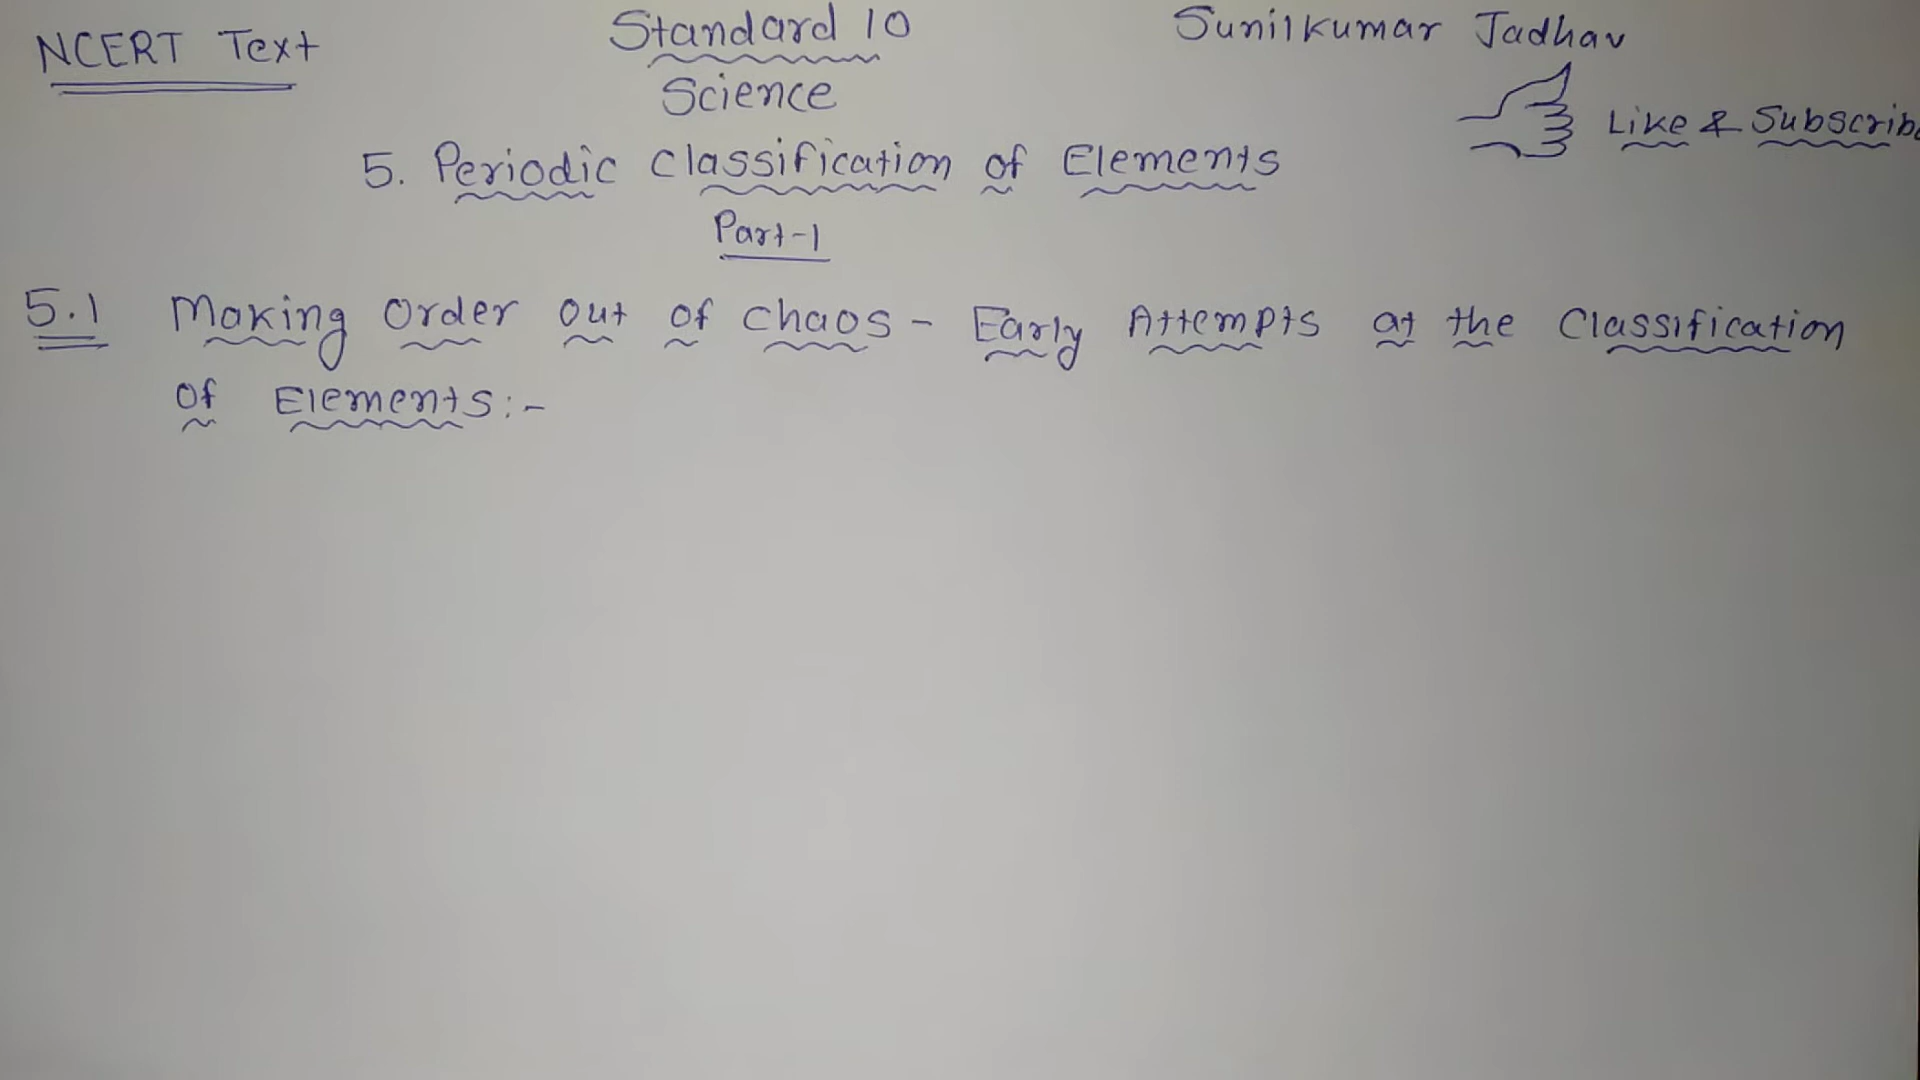 NCERT Text
Standard 10
Sunilkumar Jadhav
Science
Like & Subscribe
5. Periodic Classification of Elements
Part-1
5.1 Making Order Out of Chaos - Early Attempts at the Classification
Of Elements:-